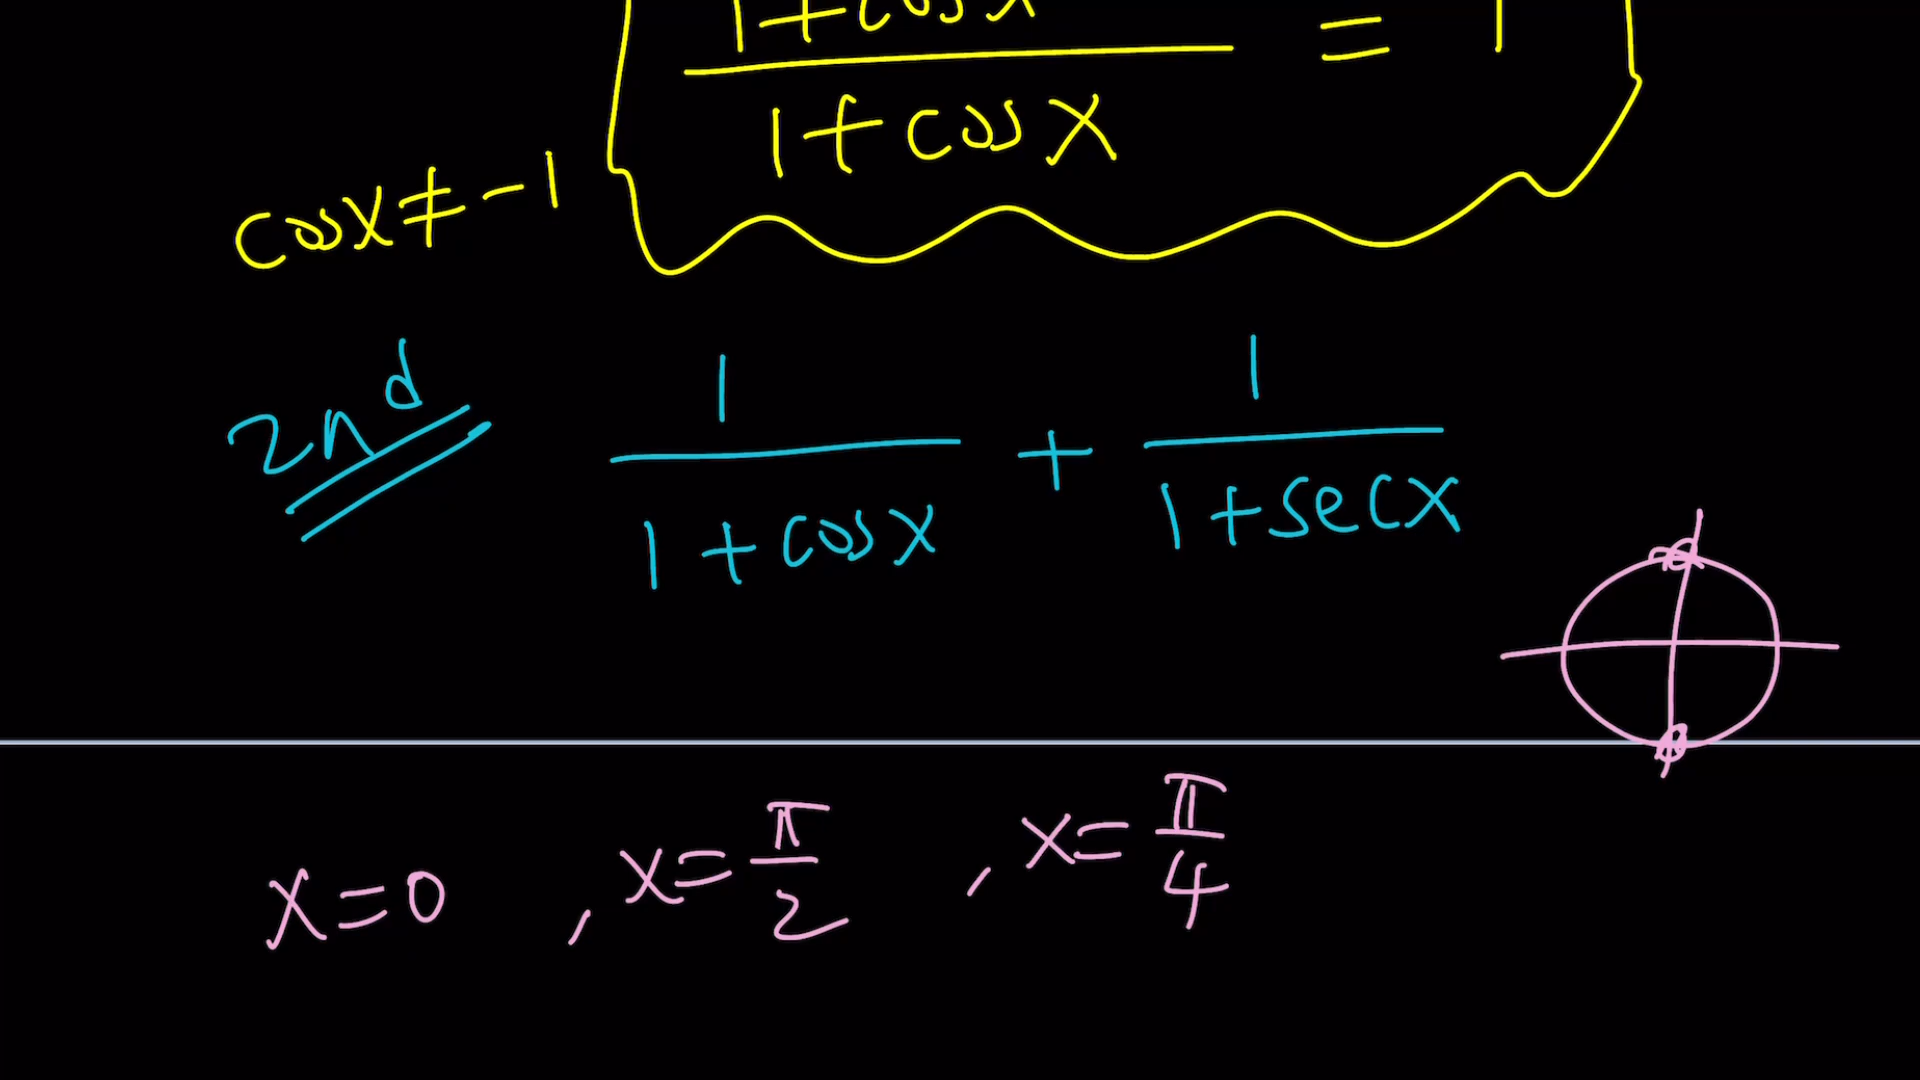 1+cosx
———— = 1
1+cosx
cosx≠-1
2nd 1/(1+cosx) + 1/(1+secx)
x=0 , x=π/2 , x=π/4